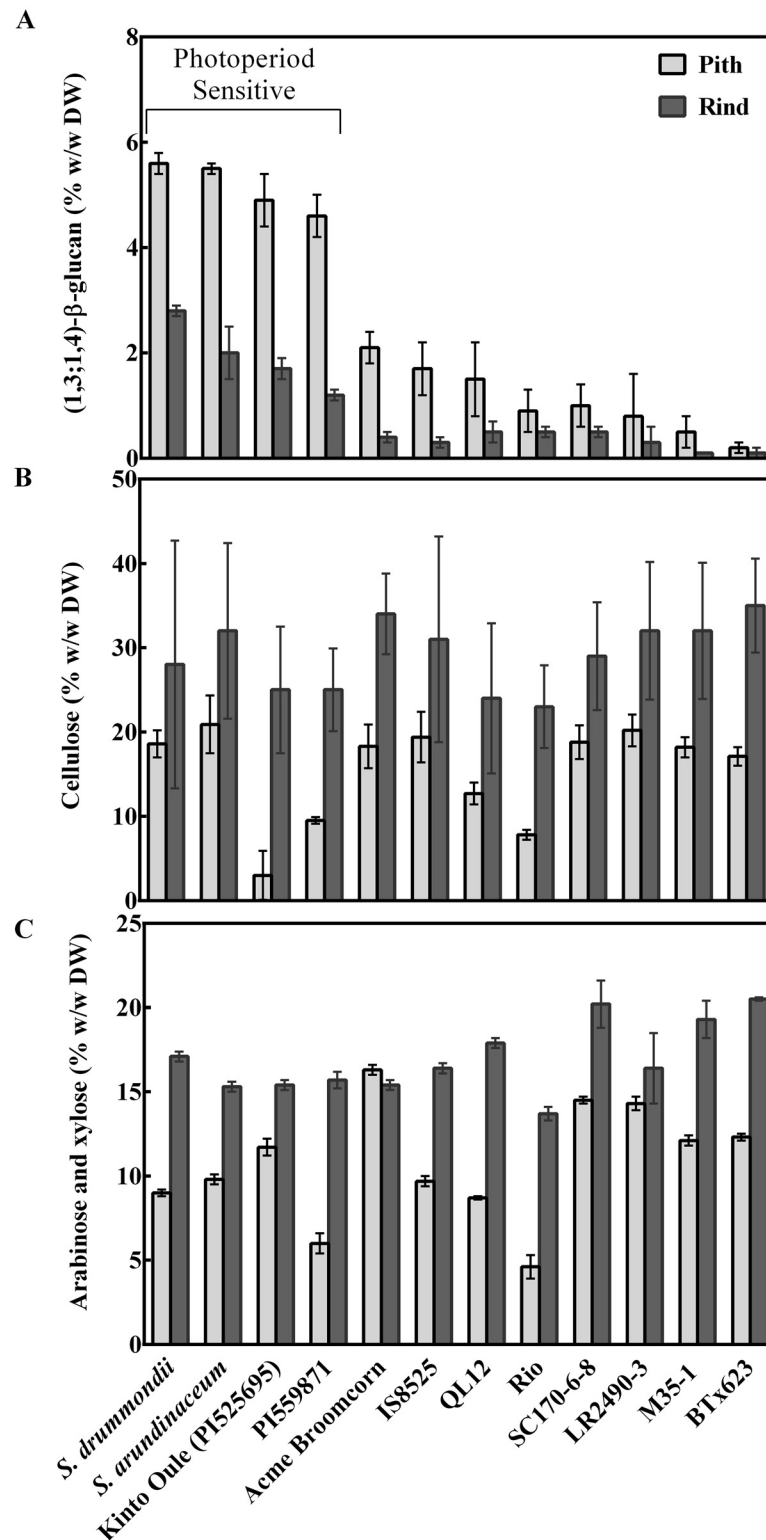 A
(1,3;1,4)-β-glucan (% w/w DW)
8
6
4
2
0
Photoperiod
Sensitive
Pith
Rind
B
Cellulose (% w/w DW)
50
40
30
20
10
0
C
Arabinose and xylose (% w/w DW)
25
20
15
10
5
0
S. drummondii
S. arundinaceum
Kinto Oule (PI525695)
PI559871
Acme Broomcorn
IS8525
QL12
Rio
SC170-6-8
LR2490-3
M35-1
BTx623